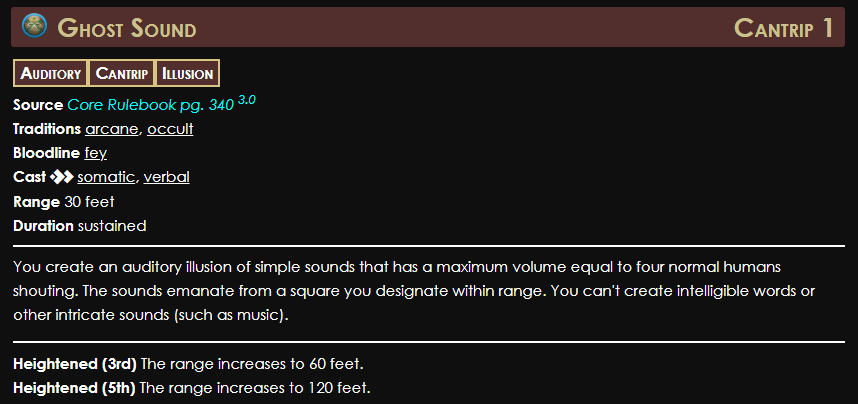 Ghost Sound Cantrip 1
Auditory Cantrip Illusion
Source Core Rulebook pg. 340 3.0
Traditions arcane, occult
Bloodline fey
Cast somatic, verbal
Range 30 feet
Duration sustained
You create an auditory illusion of simple sounds that has a maximum volume equal to four normal humans
shouting. The sounds emanate from a square you designate within range. You can't create intelligible words or
other intricate sounds (such as music).
Heightened (3rd) The range increases to 60 feet.
Heightened (5th) The range increases to 120 feet.